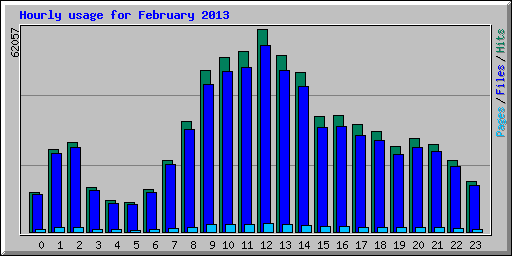 Hourly usage for February 2013
62057
Pages / Files / Hits
0 1 2 3 4 5 6 7 8 9 10 11 12 13 14 15 16 17 18 19 20 21 22 23